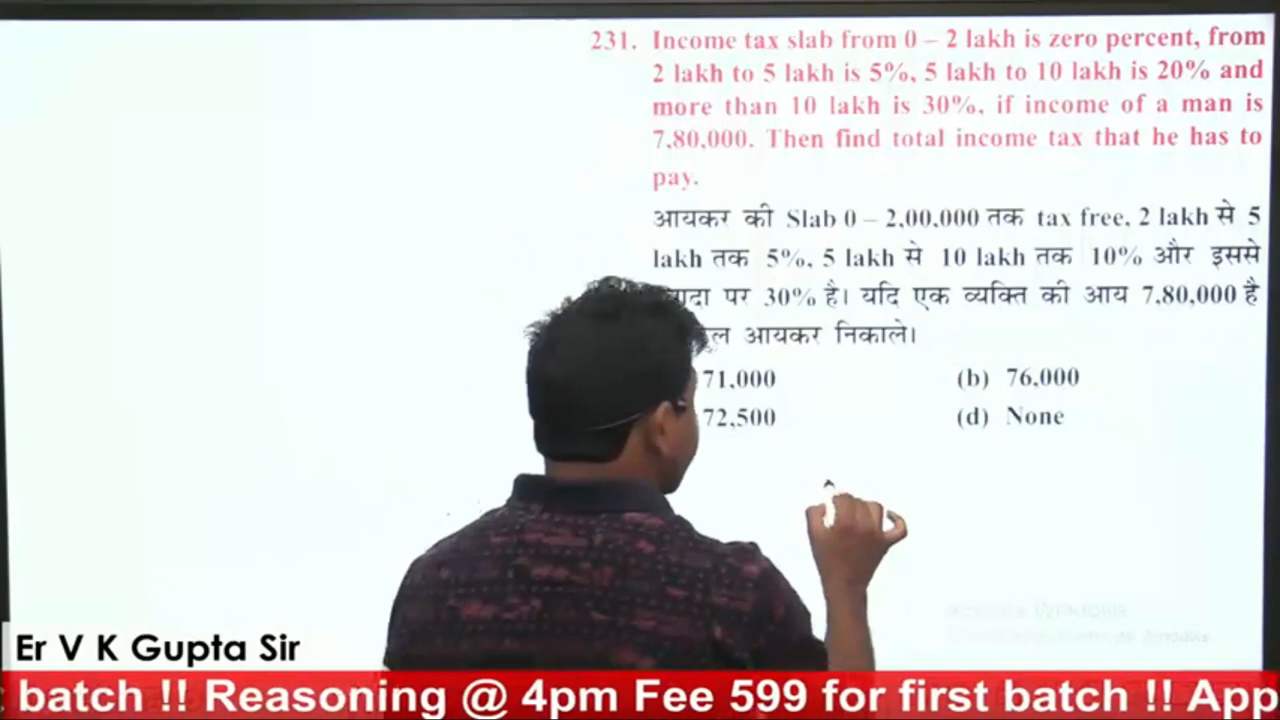 231. Income tax slab from 0 – 2 lakh is zero percent, from
2 lakh to 5 lakh is 5%, 5 lakh to 10 lakh is 20% and
more than 10 lakh is 30%, if income of a man is
7,80,000. Then find total income tax that he has to
pay.
आयकर की Slab 0 – 2,00,000 तक tax free, 2 lakh से 5
lakh तक 5%, 5 lakh से 10 lakh तक 10% और इससे
पर 30% है। यदि एक व्यक्ति की आय 7,80,000 है
आयकर निकाले।
71,000 (b) 76,000
72,500 (d) None
Er V K Gupta Sir
batch !! Reasoning @ 4pm Fee 599 for first batch !! App